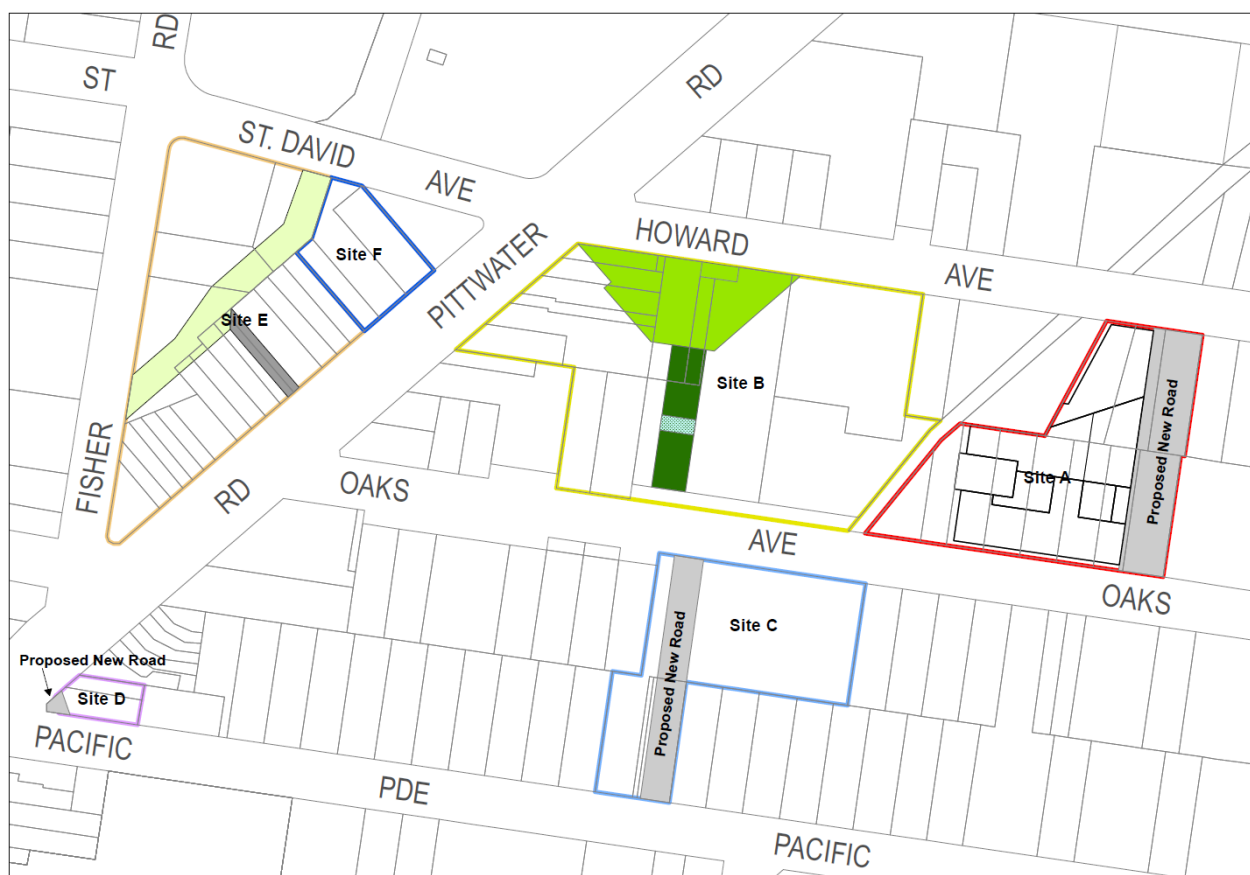 RD
ST
ST. DAVID
AVE
RD
HOWARD
AVE
PITTWATER
Site F
Site E
Site B
Site A
Proposed New Road
FISHER
RD
OAKS
AVE
OAKS
Site C
Proposed New Road
Proposed New Road
Site D
PACIFIC
PDE
PACIFIC